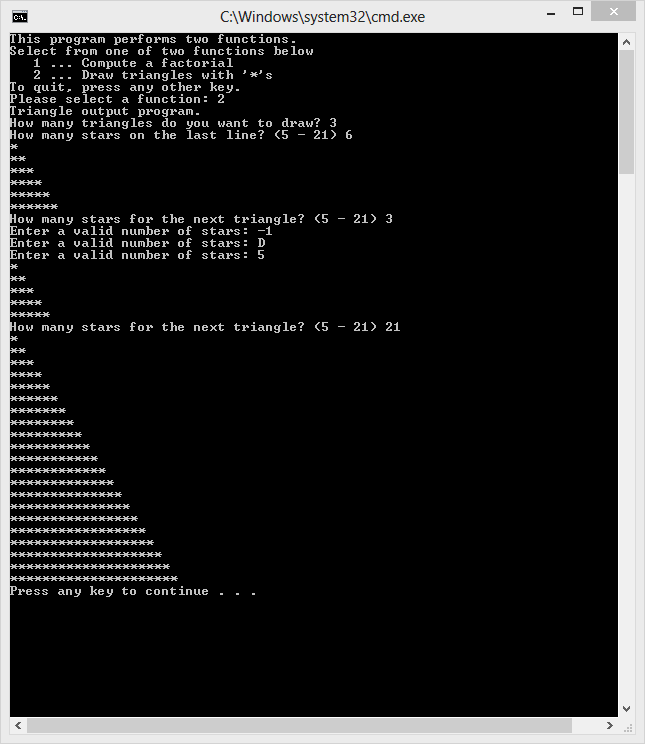 C:\Windows\system32\cmd.exe
This program performs two functions.
Select from one of two functions below
   1 ... Compute a factorial
   2 ... Draw triangles with '*'s
To quit, press any other key.
Please select a function: 2
Triangle output program.
How many triangles do you want to draw? 3
How many stars on the last line? (5 - 21) 6
*
**
***
****
*****
******
How many stars for the next triangle? (5 - 21) 3
Enter a valid number of stars: -1
Enter a valid number of stars: D
Enter a valid number of stars: 5
*
**
***
****
*****
How many stars for the next triangle? (5 - 21) 21
*
**
***
****
*****
******
*******
********
*********
**********
***********
************
*************
**************
***************
****************
*****************
******************
*******************
********************
*********************
Press any key to continue . . .